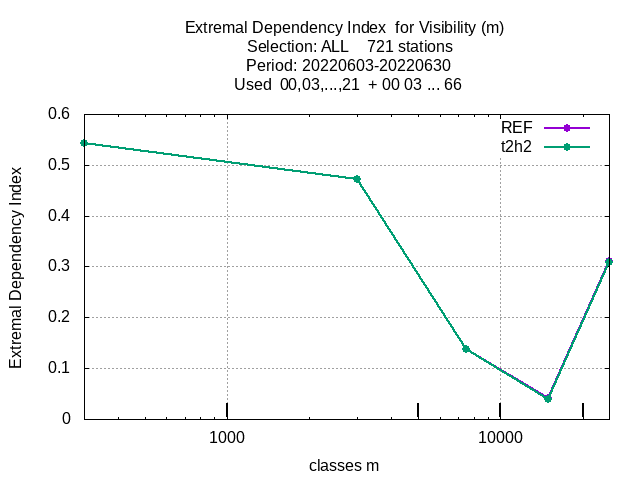 Extremal Dependency Index  for Visibility (m)
Selection: ALL    721 stations
Period: 20220603-20220630
Used  00,03,...,21  + 00 03 ... 66
REF
t2h2
0.6
0.5
0.4
0.3
0.2
0.1
0
Extremal Dependency Index
1000
10000
classes m